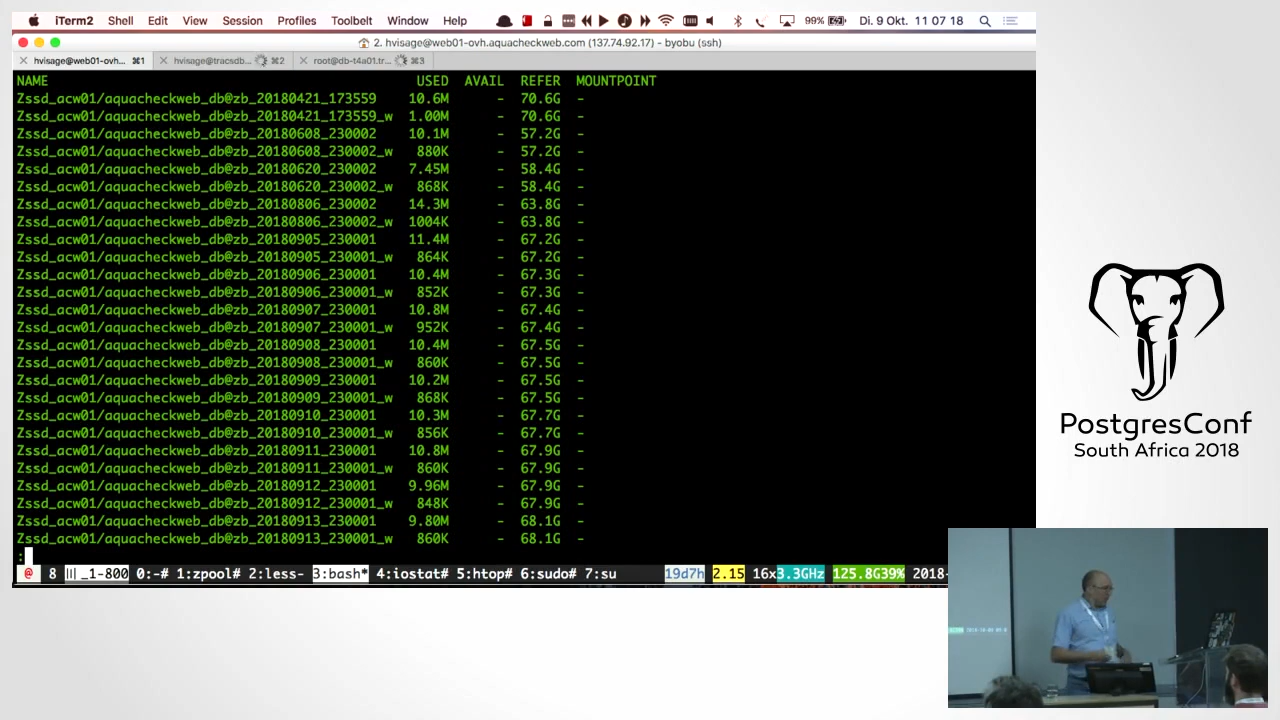 iTerm2 Shell Edit View Session Profiles Toolbelt Window Help 99% Di. 9 Okt. 11 07 18
2. hvisage@web01-ovh.aquacheckweb.com (137.74.92.17) - byobu (ssh)
hvisage@web01-ovh... ⌘1 hvisage@tracsdb... ⌘2 root@db-t4a01.tr... ⌘3
NAME USED AVAIL REFER MOUNTPOINT
Zssd_acw01/aquacheckweb_db@zb_20180421_173559 10.6M - 70.6G -
Zssd_acw01/aquacheckweb_db@zb_20180421_173559_w 1.00M - 70.6G -
Zssd_acw01/aquacheckweb_db@zb_20180608_230002 10.1M - 57.2G -
Zssd_acw01/aquacheckweb_db@zb_20180608_230002_w 880K - 57.2G -
Zssd_acw01/aquacheckweb_db@zb_20180620_230002 7.45M - 58.4G -
Zssd_acw01/aquacheckweb_db@zb_20180620_230002_w 868K - 58.4G -
Zssd_acw01/aquacheckweb_db@zb_20180806_230002 14.3M - 63.8G -
Zssd_acw01/aquacheckweb_db@zb_20180806_230002_w 1004K - 63.8G -
Zssd_acw01/aquacheckweb_db@zb_20180905_230001 11.4M - 67.2G -
Zssd_acw01/aquacheckweb_db@zb_20180905_230001_w 864K - 67.2G -
Zssd_acw01/aquacheckweb_db@zb_20180906_230001 10.4M - 67.3G -
Zssd_acw01/aquacheckweb_db@zb_20180906_230001_w 852K - 67.3G -
Zssd_acw01/aquacheckweb_db@zb_20180907_230001 10.8M - 67.4G -
Zssd_acw01/aquacheckweb_db@zb_20180907_230001_w 952K - 67.4G -
Zssd_acw01/aquacheckweb_db@zb_20180908_230001 10.4M - 67.5G -
Zssd_acw01/aquacheckweb_db@zb_20180908_230001_w 860K - 67.5G -
Zssd_acw01/aquacheckweb_db@zb_20180909_230001 10.2M - 67.5G -
Zssd_acw01/aquacheckweb_db@zb_20180909_230001_w 868K - 67.5G -
Zssd_acw01/aquacheckweb_db@zb_20180910_230001 10.3M - 67.7G -
Zssd_acw01/aquacheckweb_db@zb_20180910_230001_w 856K - 67.7G -
Zssd_acw01/aquacheckweb_db@zb_20180911_230001 10.8M - 67.9G -
Zssd_acw01/aquacheckweb_db@zb_20180911_230001_w 860K - 67.9G -
Zssd_acw01/aquacheckweb_db@zb_20180912_230001 9.96M - 67.9G -
Zssd_acw01/aquacheckweb_db@zb_20180912_230001_w 848K - 67.9G -
Zssd_acw01/aquacheckweb_db@zb_20180913_230001 9.80M - 68.1G -
Zssd_acw01/aquacheckweb_db@zb_20180913_230001_w 860K - 68.1G -
:
@ 8 ||| _1-800 0:-# 1:zpool# 2:less- 3:bash* 4:iostat# 5:htop# 6:sudo# 7:su 19d7h 2.15 16x3.3GHz 125.8G39% 2018-
PostgresConf
South Africa 2018